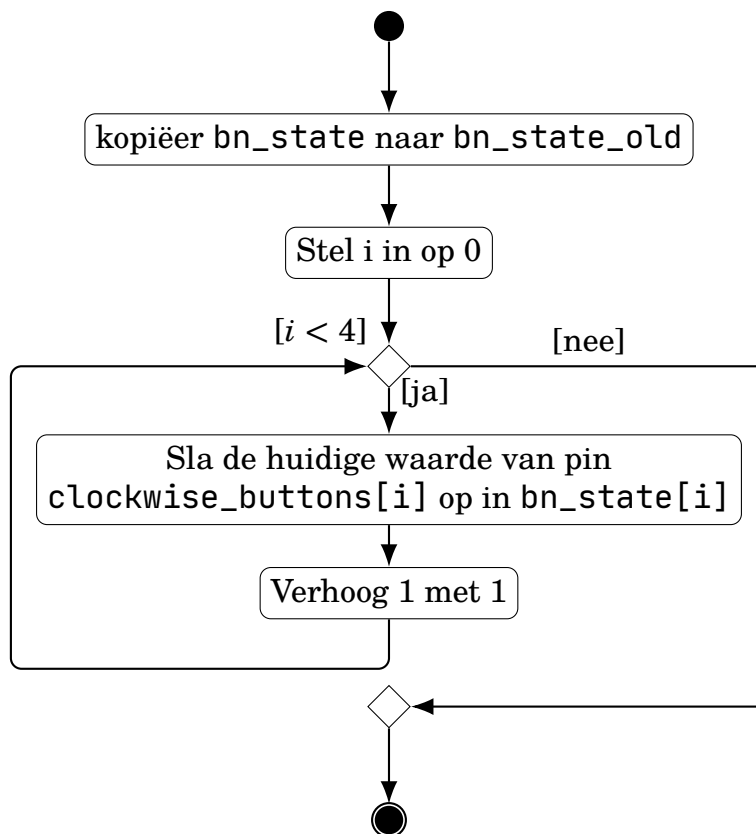 kopiëer bn_state naar bn_state_old
Stel i in op 0
[i < 4]
[nee]
[ja]
Sla de huidige waarde van pin
clockwise_buttons[i] op in bn_state[i]
Verhoog 1 met 1